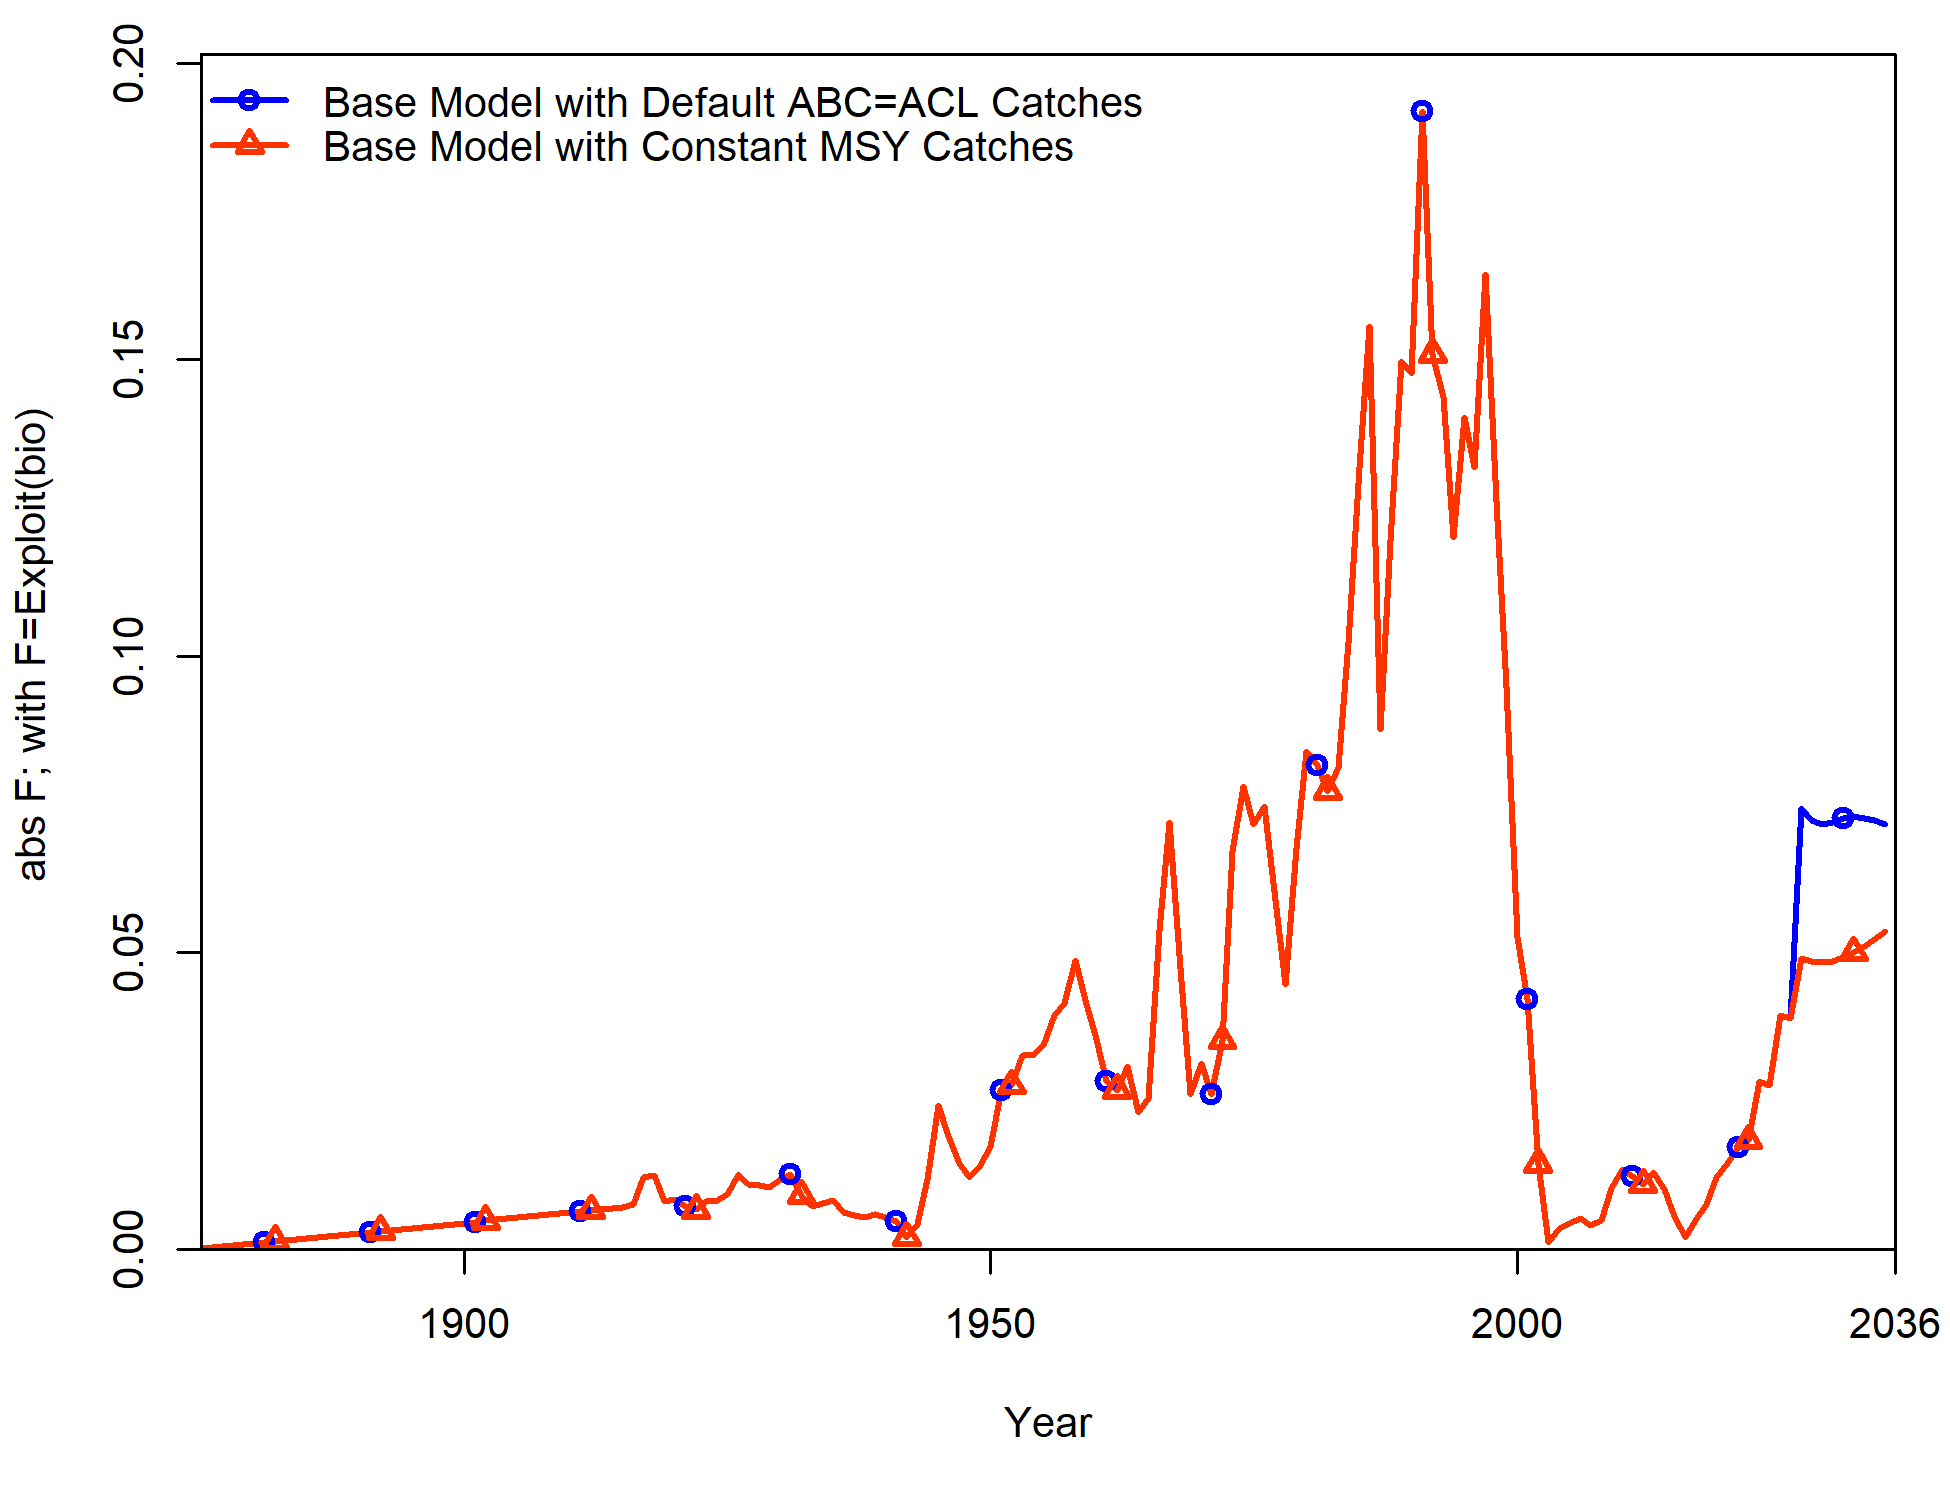 Base Model with Default ABC=ACL Catches
Base Model with Constant MSY Catches
abs F; with F=Exploit(bio)
0.20
0.15
0.10
0.05
0.00
1900 1950 2000 2036
Year